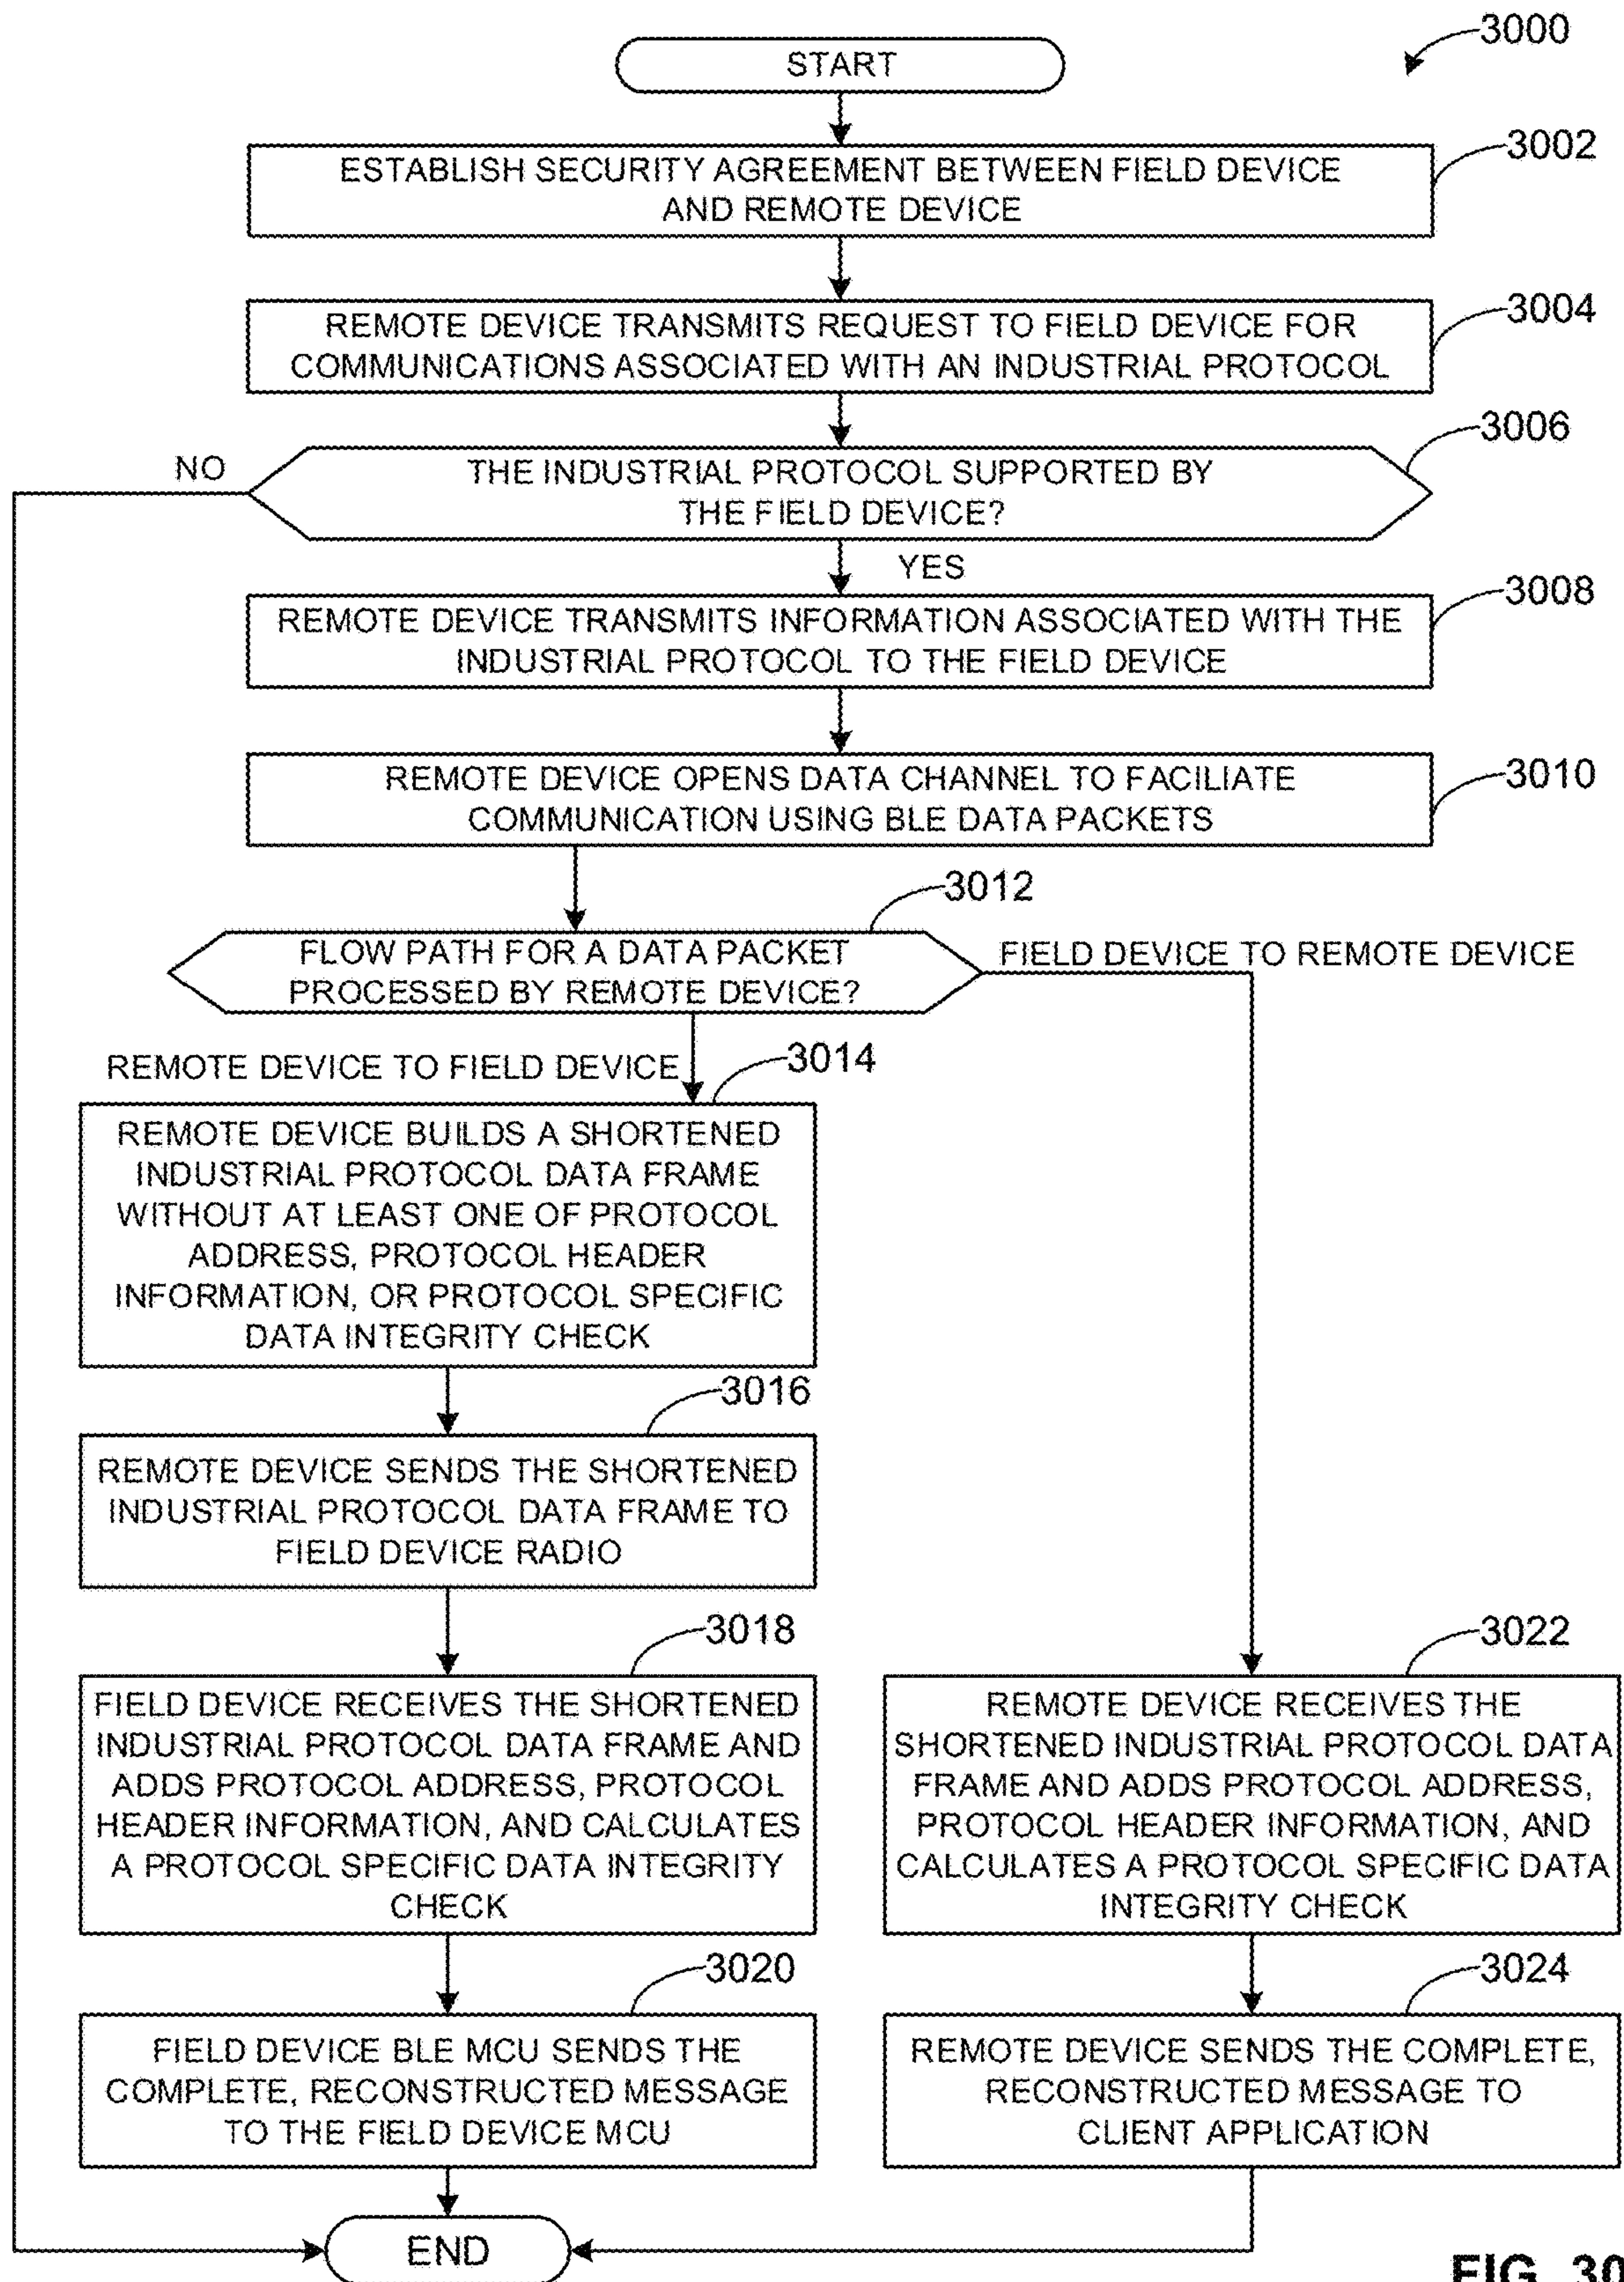 3000
START
3002
ESTABLISH SECURITY AGREEMENT BETWEEN FIELD DEVICE
AND REMOTE DEVICE
3004
REMOTE DEVICE TRANSMITS REQUEST TO FIELD DEVICE FOR
COMMUNICATIONS ASSOCIATED WITH AN INDUSTRIAL PROTOCOL
3006
NO
THE INDUSTRIAL PROTOCOL SUPPORTED BY
THE FIELD DEVICE?
YES
3008
REMOTE DEVICE TRANSMITS INFORMATION ASSOCIATED WITH THE
INDUSTRIAL PROTOCOL TO THE FIELD DEVICE
3010
REMOTE DEVICE OPENS DATA CHANNEL TO FACILIATE
COMMUNICATION USING BLE DATA PACKETS
3012
FLOW PATH FOR A DATA PACKET
PROCESSED BY REMOTE DEVICE?
FIELD DEVICE TO REMOTE DEVICE
REMOTE DEVICE TO FIELD DEVICE
3014
REMOTE DEVICE BUILDS A SHORTENED
INDUSTRIAL PROTOCOL DATA FRAME
WITHOUT AT LEAST ONE OF PROTOCOL
ADDRESS, PROTOCOL HEADER
INFORMATION, OR PROTOCOL SPECIFIC
DATA INTEGRITY CHECK
3016
REMOTE DEVICE SENDS THE SHORTENED
INDUSTRIAL PROTOCOL DATA FRAME TO
FIELD DEVICE RADIO
3018
FIELD DEVICE RECEIVES THE SHORTENED
INDUSTRIAL PROTOCOL DATA FRAME AND
ADDS PROTOCOL ADDRESS, PROTOCOL
HEADER INFORMATION, AND CALCULATES
A PROTOCOL SPECIFIC DATA INTEGRITY
CHECK
3022
REMOTE DEVICE RECEIVES THE
SHORTENED INDUSTRIAL PROTOCOL DATA
FRAME AND ADDS PROTOCOL ADDRESS,
PROTOCOL HEADER INFORMATION, AND
CALCULATES A PROTOCOL SPECIFIC DATA
INTEGRITY CHECK
3020
FIELD DEVICE BLE MCU SENDS THE
COMPLETE, RECONSTRUCTED MESSAGE
TO THE FIELD DEVICE MCU
3024
REMOTE DEVICE SENDS THE COMPLETE,
RECONSTRUCTED MESSAGE TO
CLIENT APPLICATION
END
FIG. 30